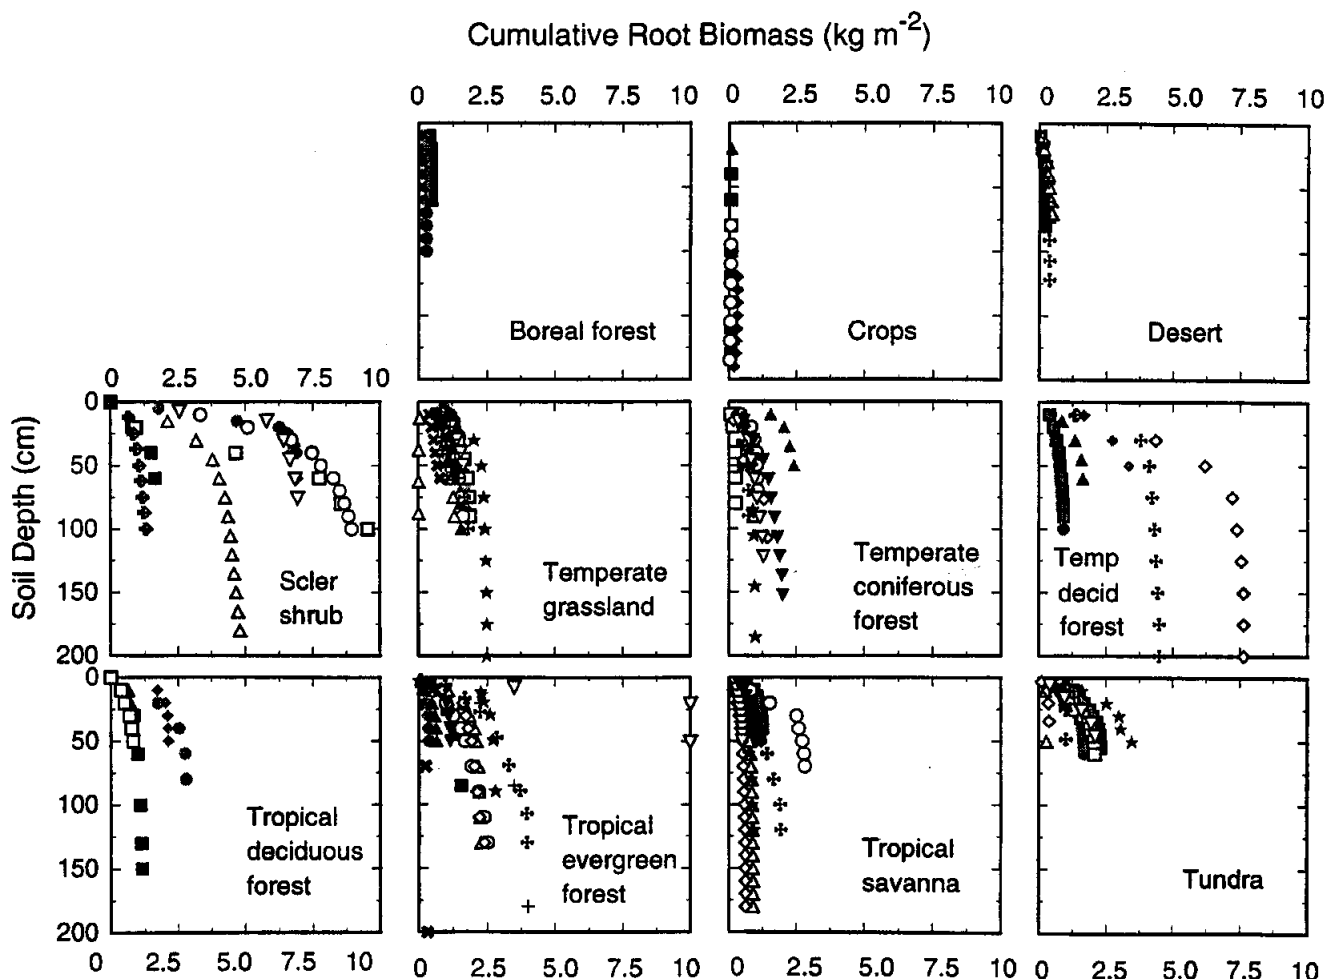 Cumulative Root Biomass (kg m-2)
0 2.5 5.0 7.5 10 0 2.5 5.0 7.5 10 0 2.5 5.0 7.5 10
Boreal forest Crops Desert
0 2.5 5.0 7.5 10
Soil Depth (cm)
0
50
100
150
200
Scler
shrub
Temperate
grassland
Temperate
coniferous
forest
Temp
decid
forest
0
50
100
150
200
Tropical
deciduous
forest
Tropical
evergreen
forest
Tropical
savanna
Tundra
0 2.5 5.0 7.5 10 0 2.5 5.0 7.5 10 0 2.5 5.0 7.5 10 0 2.5 5.0 7.5 10